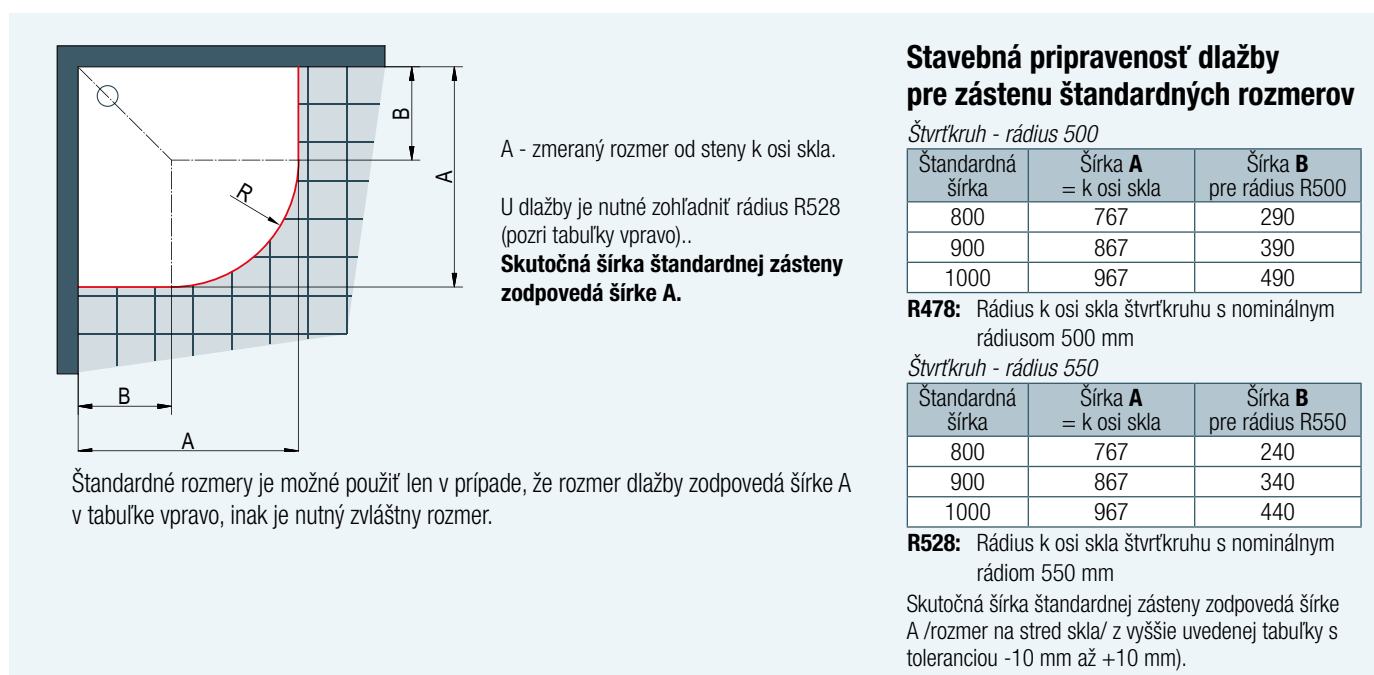 B
A
R
B
A
A - zmeraný rozmer od steny k osi skla.
U dlažby je nutné zohľadniť rádius R528
(pozri tabuľky vpravo)..
Skutočná šírka štandardnej zásteny
zodpovedá šírke A.
Štandardné rozmery je možné použiť len v prípade, že rozmer dlažby zodpovedá šírke A
v tabuľke vpravo, inak je nutný zvláštny rozmer.
Stavebná pripravenosť dlažby
pre zástenu štandardných rozmerov
Štvrťkruh - rádius 500
Štandardná šírka Šírka A = k osi skla Šírka B pre rádius R500
800 767 290
900 867 390
1000 967 490
R478: Rádius k osi skla štvrťkruhu s nominálnym
rádiusom 500 mm
Štvrťkruh - rádius 550
Štandardná šírka Šírka A = k osi skla Šírka B pre rádius R550
800 767 240
900 867 340
1000 967 440
R528: Rádius k osi skla štvrťkruhu s nominálnym
rádiom 550 mm
Skutočná šírka štandardnej zásteny zodpovedá šírke
A /rozmer na stred skla/ z vyššie uvedenej tabuľky s
toleranciou -10 mm až +10 mm).